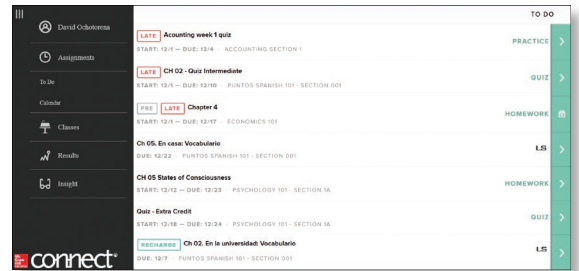 TO DO
David Ochotorena
Assignments
To Do
Calendar
Classes
Results
Insight
Mc Graw Hill Education
connect®
LATE Acounting week 1 quiz
START: 12/1 — DUE: 12/4 · ACCOUNTING SECTION 1
PRACTICE
LATE CH 02 - Quiz Intermediate
START: 12/1 — DUE: 12/10 · PUNTOS SPANISH 101 - SECTION 001
QUIZ
PRE LATE Chapter 4
START: 12/1 — DUE: 12/17 · ECONOMICS 101
HOMEWORK
Ch 05. En casa: Vocabulario
DUE: 12/22 · PUNTOS SPANISH 101 - SECTION 001
LS
CH 05 States of Consciousness
START: 12/12 — DUE: 12/23 · PSYCHOLOGY 101 - SECTION 1A
HOMEWORK
Quiz - Extra Credit
START: 12/18 — DUE: 12/24 · PSYCHOLOGY 101 - SECTION 1A
QUIZ
RECHARGE Ch 02. En la universidad: Vocabulario
DUE: 12/7 · PUNTOS SPANISH 101 - SECTION 001
LS